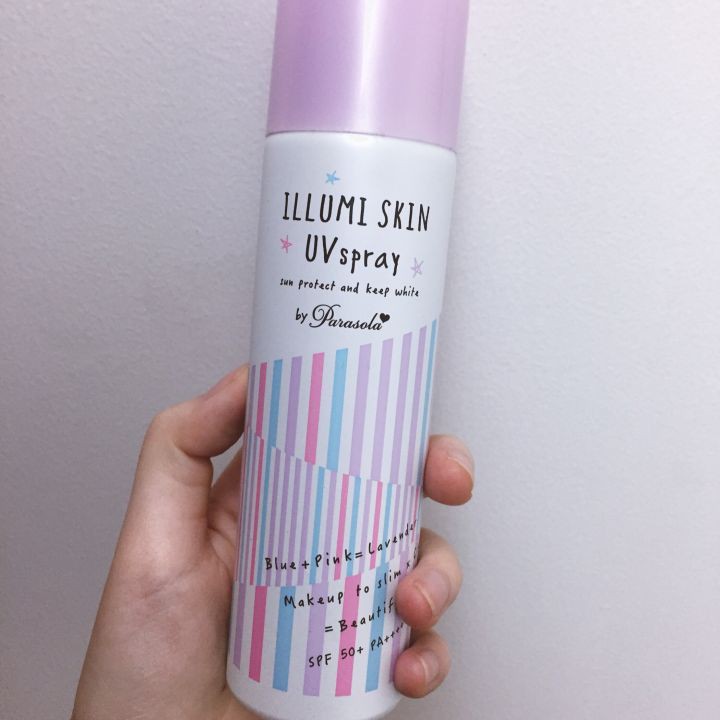 ILLUMI SKIN
UVspray
sun protect and keep white
by Parasola
Blue+Pink=Lavender
Makeup to slim x
=Beautif
SPF 50+ PA++++